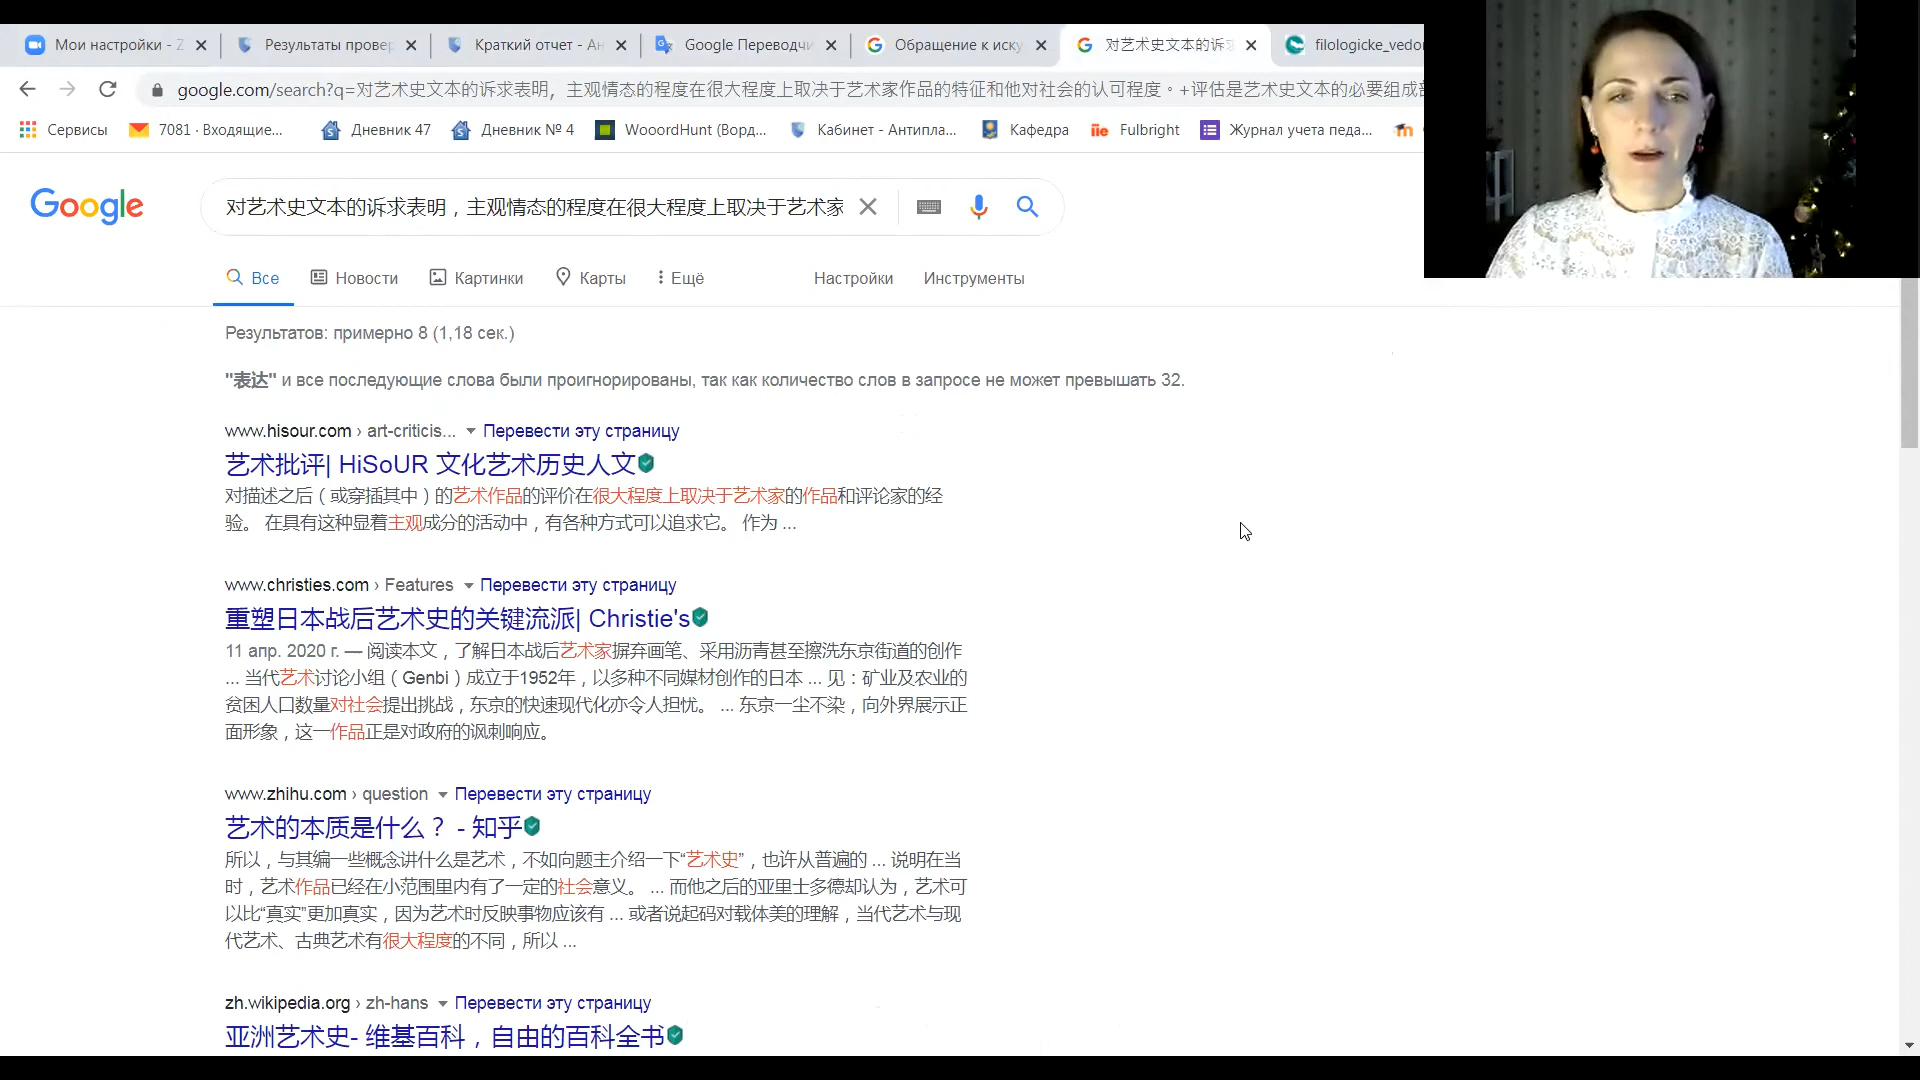 Мои настройки - Z
Результаты прове
Краткий отчет - Ан
Google Переводчи
Обращение к иску
对艺术史文本的诉
filologicke_vedo
google.com/search?q=对艺术史文本的诉求表明，主观情态的程度在很大程度上取决于艺术家作品的特征和他对社会的认可程度。+评估是艺术史文本的必要组成
Сервисы
7081 · Входящие...
Дневник 47
Дневник № 4
WooordHunt (Ворд...
Кабинет - Антипла...
Кафедра
Fulbright
Журнал учета педа...
Google
对艺术史文本的诉求表明，主观情态的程度在很大程度上取决于艺术家
Все
Новости
Картинки
Карты
Ещё
Настройки
Инструменты
Результатов: примерно 8 (1,18 сек.)
"表达" и все последующие слова были проигнорированы, так как количество слов в запросе не может превышать 32.
www.hisour.com › art-criticis... Перевести эту страницу
艺术批评| HiSoUR 文化艺术历史人文
对描述之后（或穿插其中）的艺术作品的评价在很大程度上取决于艺术家的作品和评论家的经
验。 在具有这种显着主观成分的活动中，有各种方式可以追求它。 作为 ...
www.christies.com › Features Перевести эту страницу
重塑日本战后艺术史的关键流派| Christie's
11 апр. 2020 г. — 阅读本文，了解日本战后艺术家摒弃画笔、采用沥青甚至擦洗东京街道的创作
... 当代艺术讨论小组（Genbi）成立于1952年，以多种不同媒材创作的日本 ... 见：矿业及农业的
贫困人口数量对社会提出挑战，东京的快速现代化亦令人担忧。 ... 东京一尘不染，向外界展示正
面形象，这一作品正是对政府的讽刺响应。
www.zhihu.com › question Перевести эту страницу
艺术的本质是什么？ - 知乎
所以，与其编一些概念讲什么是艺术，不如向题主介绍一下“艺术史”，也许从普遍的 ... 说明在当
时，艺术作品已经在小范围里内有了一定的社会意义。 ... 而他之后的亚里士多德却认为，艺术可
以比“真实”更加真实，因为艺术时反映事物应该有 ... 或者说起码对载体美的理解，当代艺术与现
代艺术、古典艺术有很大程度的不同，所以 ...
zh.wikipedia.org › zh-hans Перевести эту страницу
亚洲艺术史- 维基百科，自由的百科全书